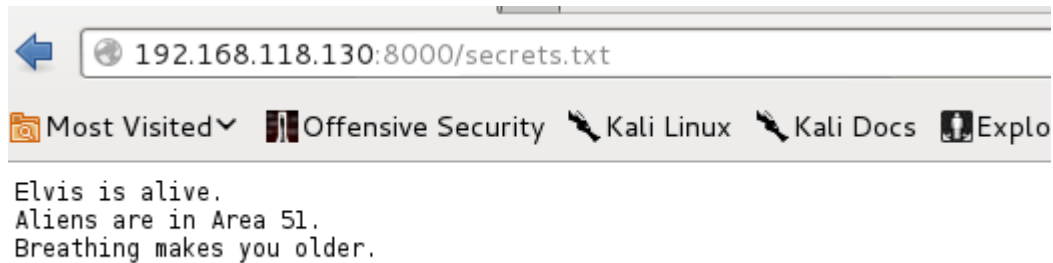 192.168.118.130:8000/secrets.txt
Most Visited Offensive Security Kali Linux Kali Docs Explo
Elvis is alive.
Aliens are in Area 51.
Breathing makes you older.